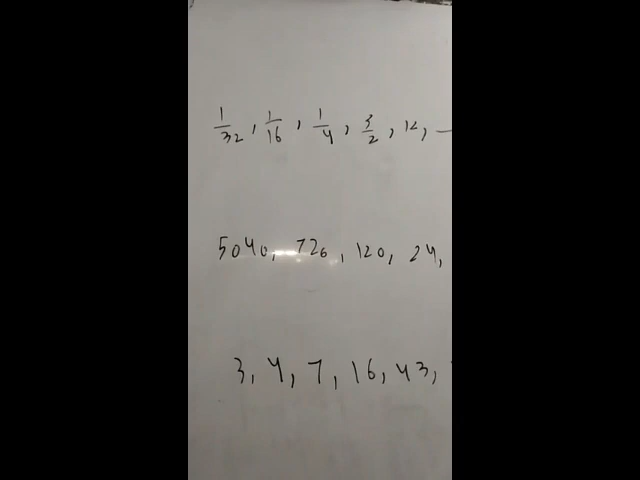 1/32, 1/16, 1/4, 3/2, 12, _
5040, 720, 120, 24,
3, 4, 7, 16, 43,